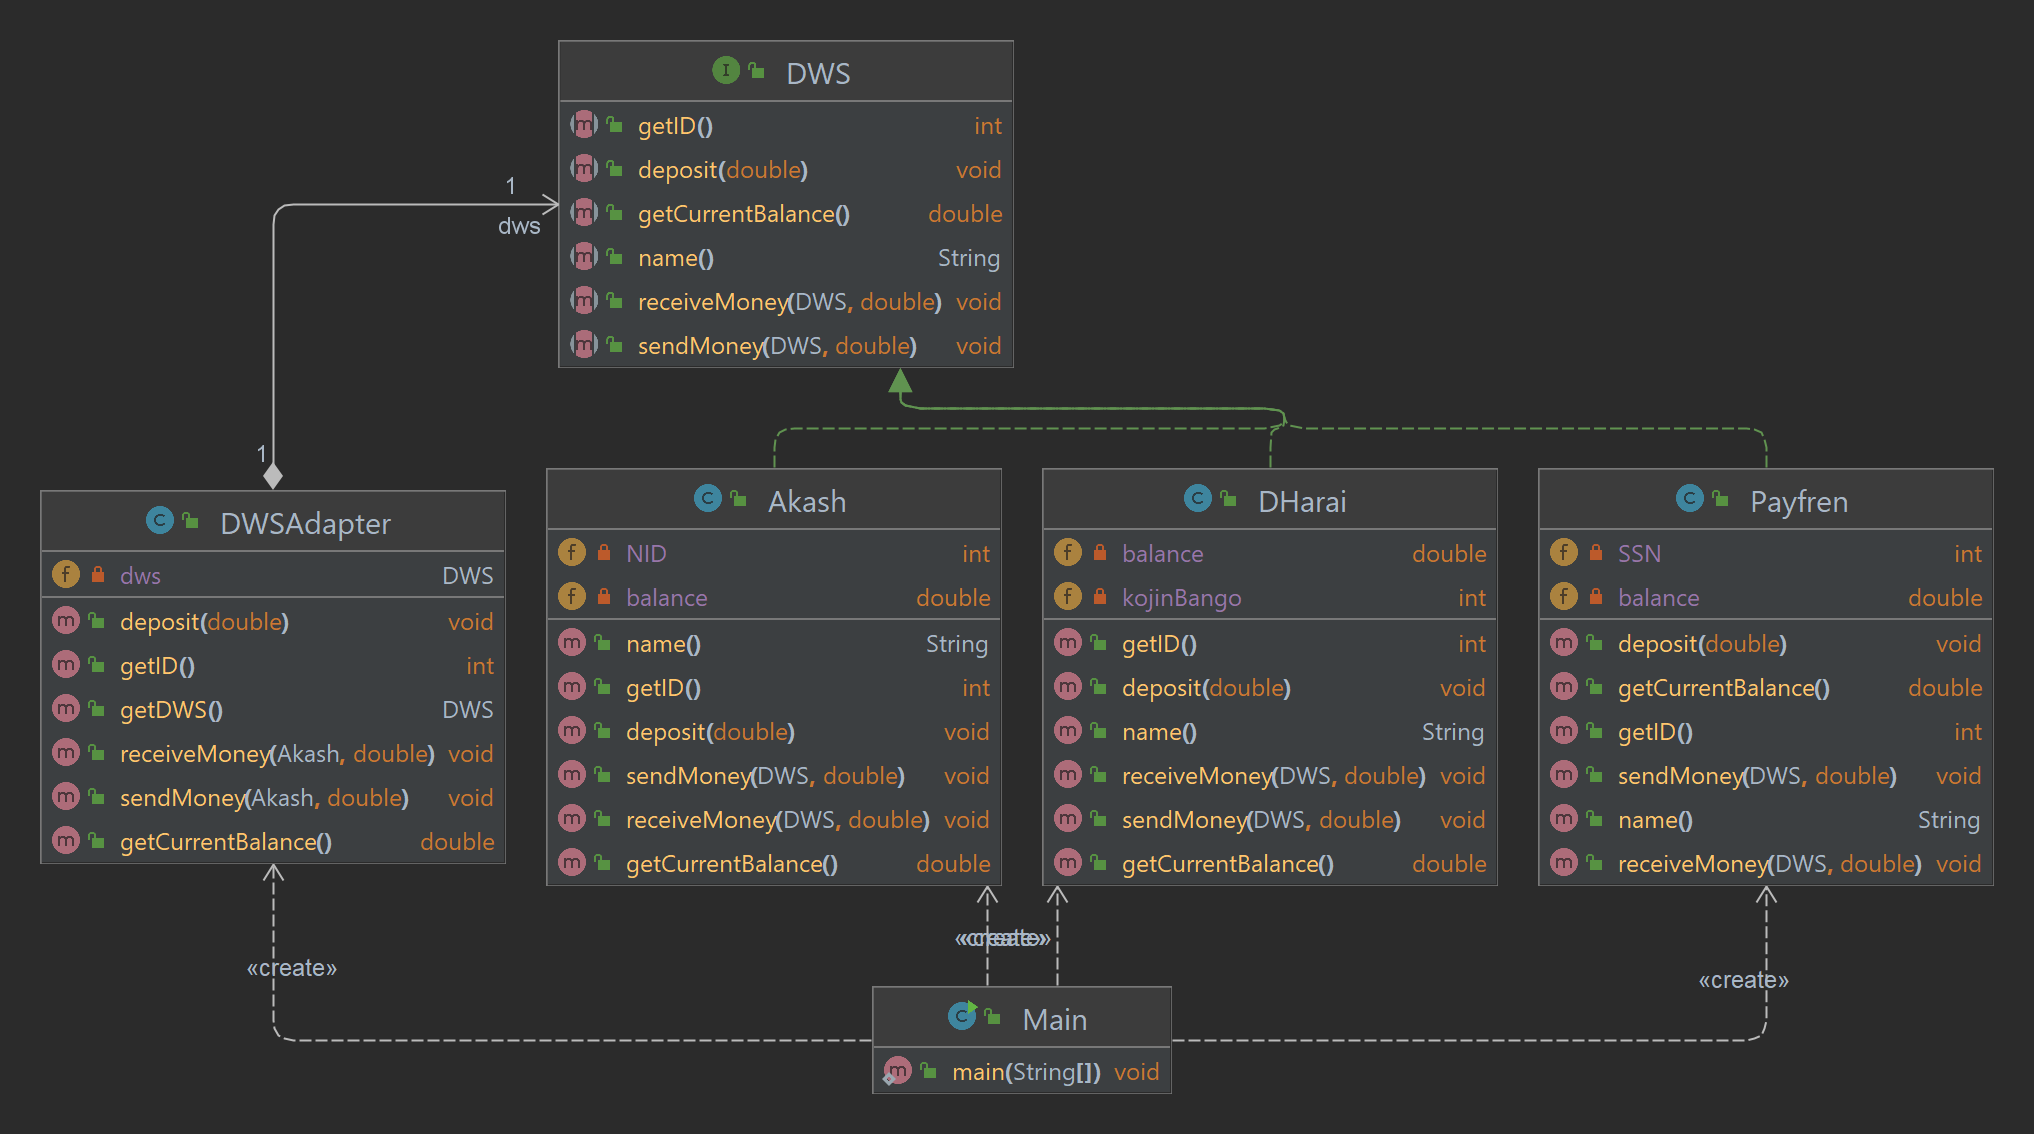 DWS
getID() int
deposit(double) void
getCurrentBalance() double
name() String
receiveMoney(DWS, double) void
sendMoney(DWS, double) void
1
dws
1
DWSAdapter
dws DWS
deposit(double) void
getID() int
getDWS() DWS
receiveMoney(Akash, double) void
sendMoney(Akash, double) void
getCurrentBalance() double
Akash
NID int
balance double
name() String
getID() int
deposit(double) void
sendMoney(DWS, double) void
receiveMoney(DWS, double) void
getCurrentBalance() double
DHarai
balance double
kojinBango int
getID() int
deposit(double) void
name() String
receiveMoney(DWS, double) void
sendMoney(DWS, double) void
getCurrentBalance() double
Payfren
SSN int
balance double
deposit(double) void
getCurrentBalance() double
getID() int
sendMoney(DWS, double) void
name() String
receiveMoney(DWS, double) void
«create»
«create»
«create»
«create»
Main
main(String[]) void